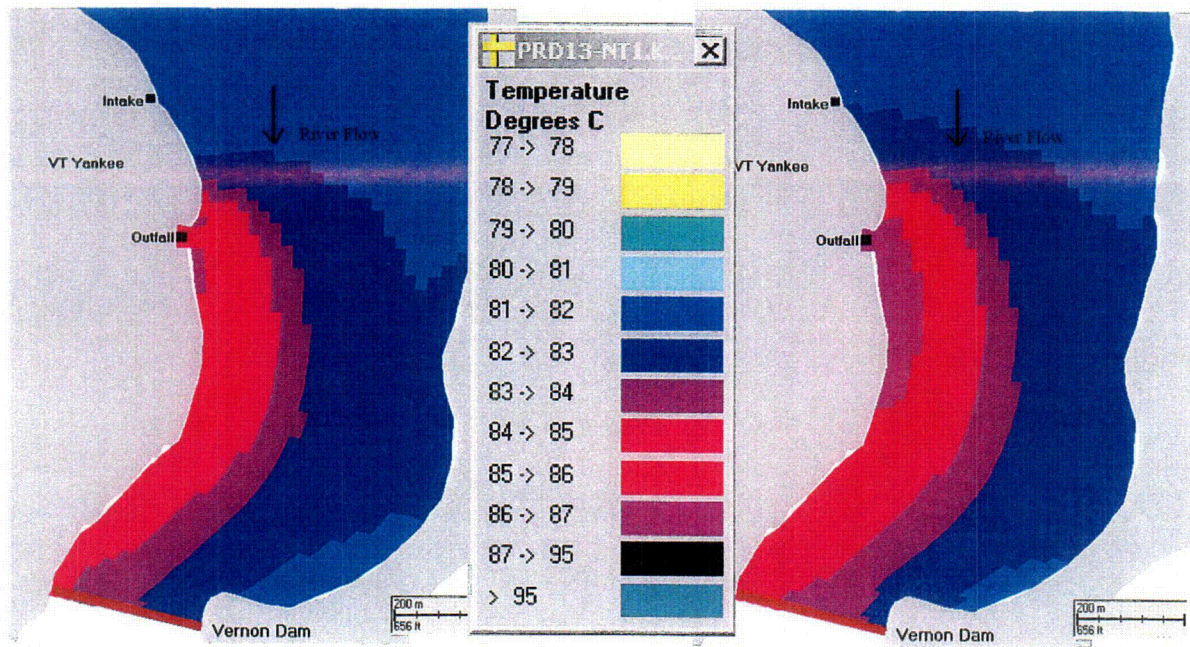 Intake
River Flow
VT Yankee
Outfall
200 m
656 ft
Vernon Dam
PRD13-NT1.K...
Temperature
Degrees C
77 -> 78
78 -> 79
79 -> 80
80 -> 81
81 -> 82
82 -> 83
83 -> 84
84 -> 85
85 -> 86
86 -> 87
87 -> 95
> 95
Intake
River Flow
VT Yankee
Outfall
200 m
656 ft
Vernon Dam